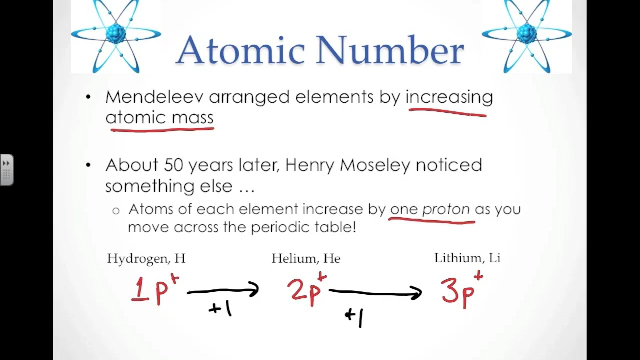 Atomic Number
• Mendeleev arranged elements by increasing
atomic mass
• About 50 years later, Henry Moseley noticed
something else …
o Atoms of each element increase by one proton as you
move across the periodic table!
Hydrogen, H Helium, He Lithium, Li
1p⁺ 2p⁺ 3p⁺
+1 +1